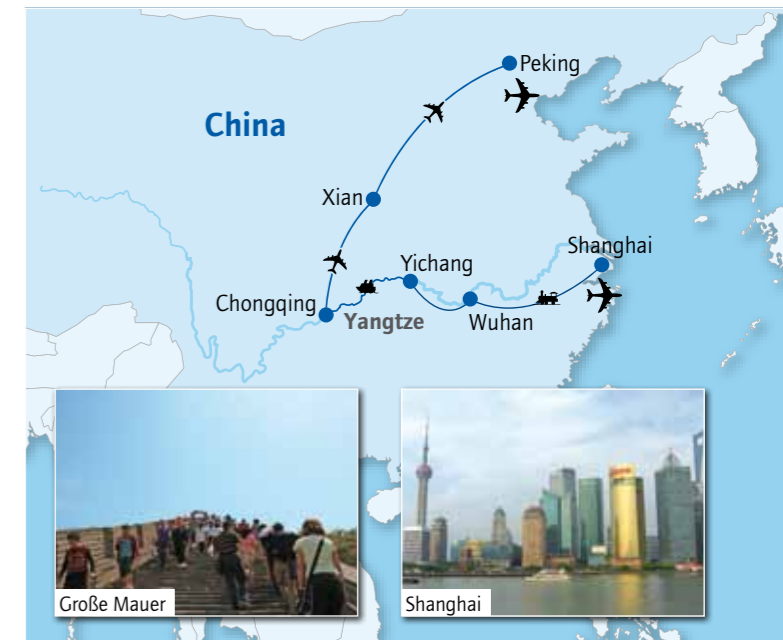 Peking
China
Xian
Shanghai
Yichang
Chongqing
Yangtze
Wuhan
Große Mauer
Shanghai